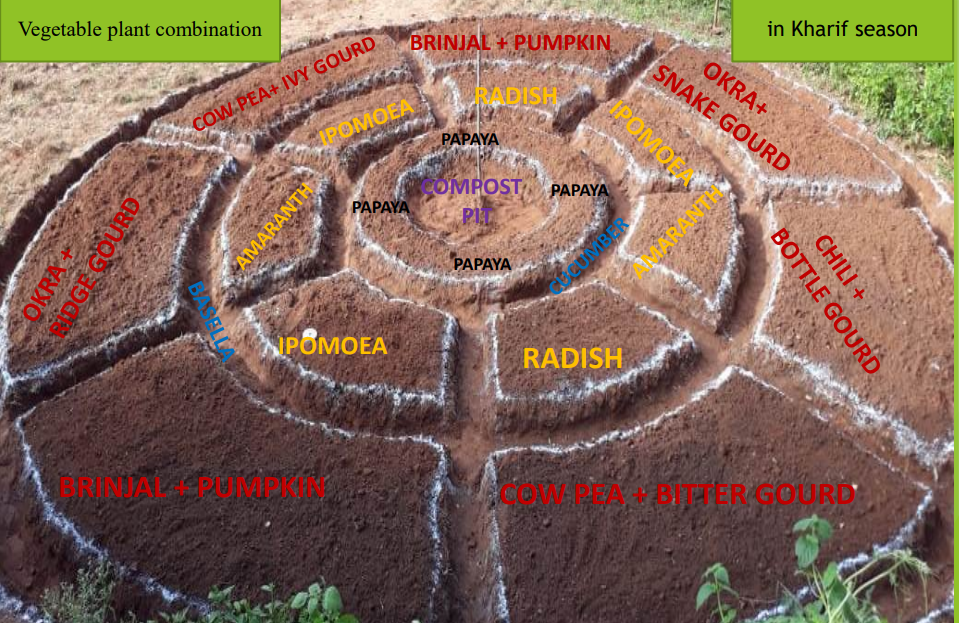 Vegetable plant combination
in Kharif season
BRINJAL + PUMPKIN
COW PEA+ IVY GOURD
OKRA+
SNAKE GOURD
RADISH
IPOMOEA
IPOMOEA
PAPAYA
COMPOST
PIT
PAPAYA
PAPAYA
AMARANTH
AMARANTH
OKRA +
RIDGE GOURD
CHILI +
BOTTLE GOURD
PAPAYA
CUCUMBER
BASELLA
IPOMOEA
RADISH
BRINJAL + PUMPKIN
COW PEA + BITTER GOURD